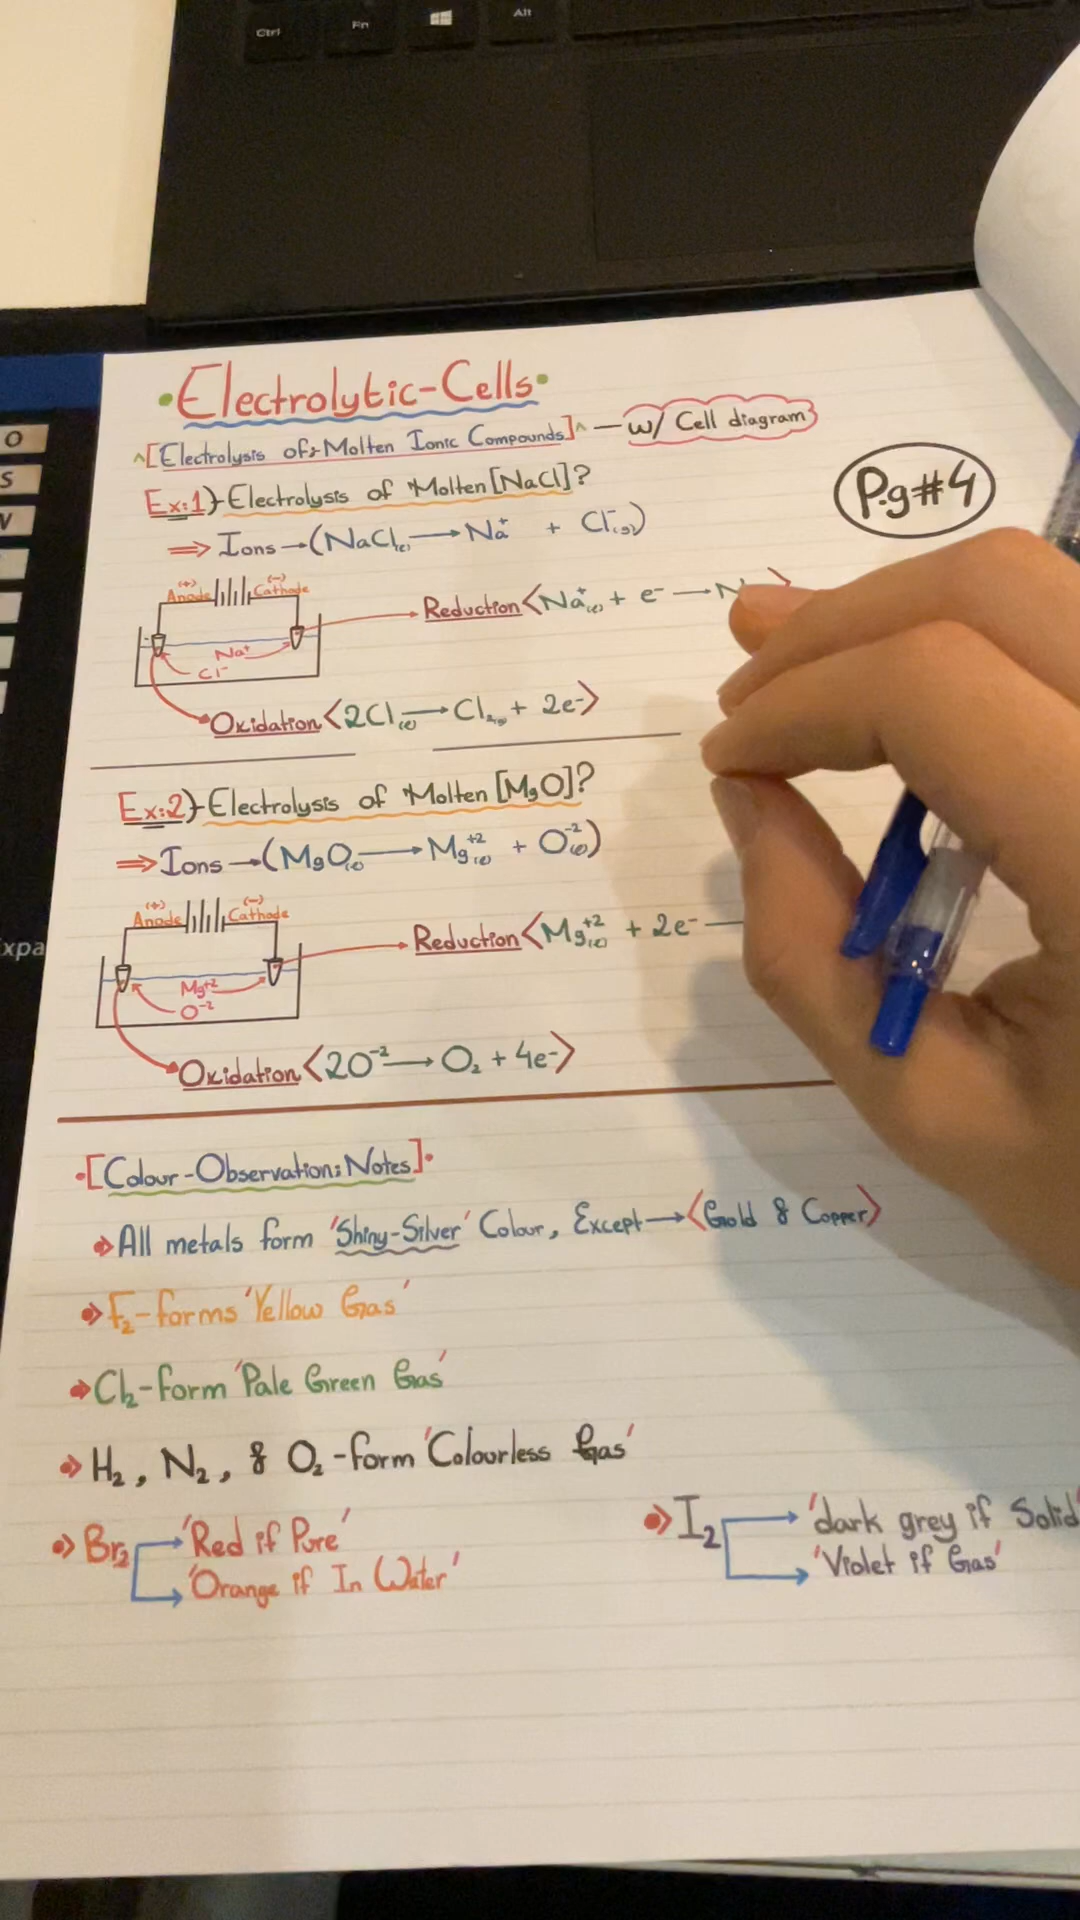 Ctrl
Fn
Alt
O
S
V
xpa
•Electrolytic-Cells•
^[Electrolysis of:- Molten Ionic Compounds]^ — w/ Cell diagram
P.g#4
Ex:1}-Electrolysis of Molten [NaCl]?
⇒ Ions→(NaCl(l) → Na⁺ + Cl⁻(g))
(+) Anode
(-) Cathode
Na⁺
Cl⁻
Reduction<Na⁺(l) + e⁻ → N >
Oxidation<2Cl(l) → Cl₂(g) + 2e->
Ex:2}-Electrolysis of Molten [MgO]?
⇒ Ions→(MgO(l) → Mg⁺²(l) + O⁻²(l))
(+) Anode
(-) Cathode
Mg⁺²
O⁻²
Reduction<Mg⁺²(l) + 2e⁻ —
Oxidation<2O⁻² → O₂ + 4e->
•[Colour-Observation:Notes]•
➾All metals form 'Shiny-Silver' Colour, Except→<Gold & Copper>
➾F₂-forms 'Yellow Gas'
➾Cl₂-form 'Pale Green Gas'
➾H₂, N₂, & O₂-form 'Colourless Gas'
➾Br₂ → 'Red if Pure'
→ 'Orange if In Water'
➾I₂ → 'dark grey if Solid'
→ 'Violet if Gas'